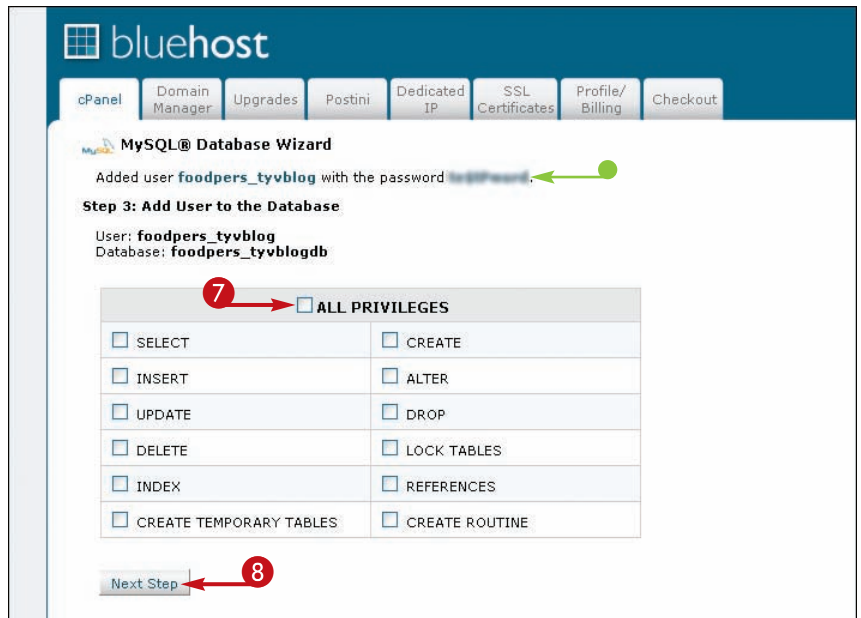 bluehost
cPanel
Domain
Manager
Upgrades
Postini
Dedicated
IP
SSL
Certificates
Profile/
Billing
Checkout
MySQL MySQL® Database Wizard
Added user foodpers_tyvblog with the password .
Step 3: Add User to the Database
User: foodpers_tyvblog
Database: foodpers_tyvblogdb
7
ALL PRIVILEGES
SELECT CREATE
INSERT ALTER
UPDATE DROP
DELETE LOCK TABLES
INDEX REFERENCES
CREATE TEMPORARY TABLES CREATE ROUTINE
Next Step 8